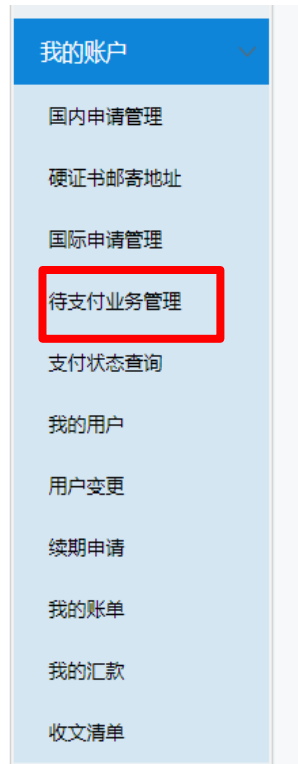 我的账户
国内申请管理
硬证书邮寄地址
国际申请管理
待支付业务管理
支付状态查询
我的用户
用户变更
续期申请
我的账单
我的汇款
收文清单